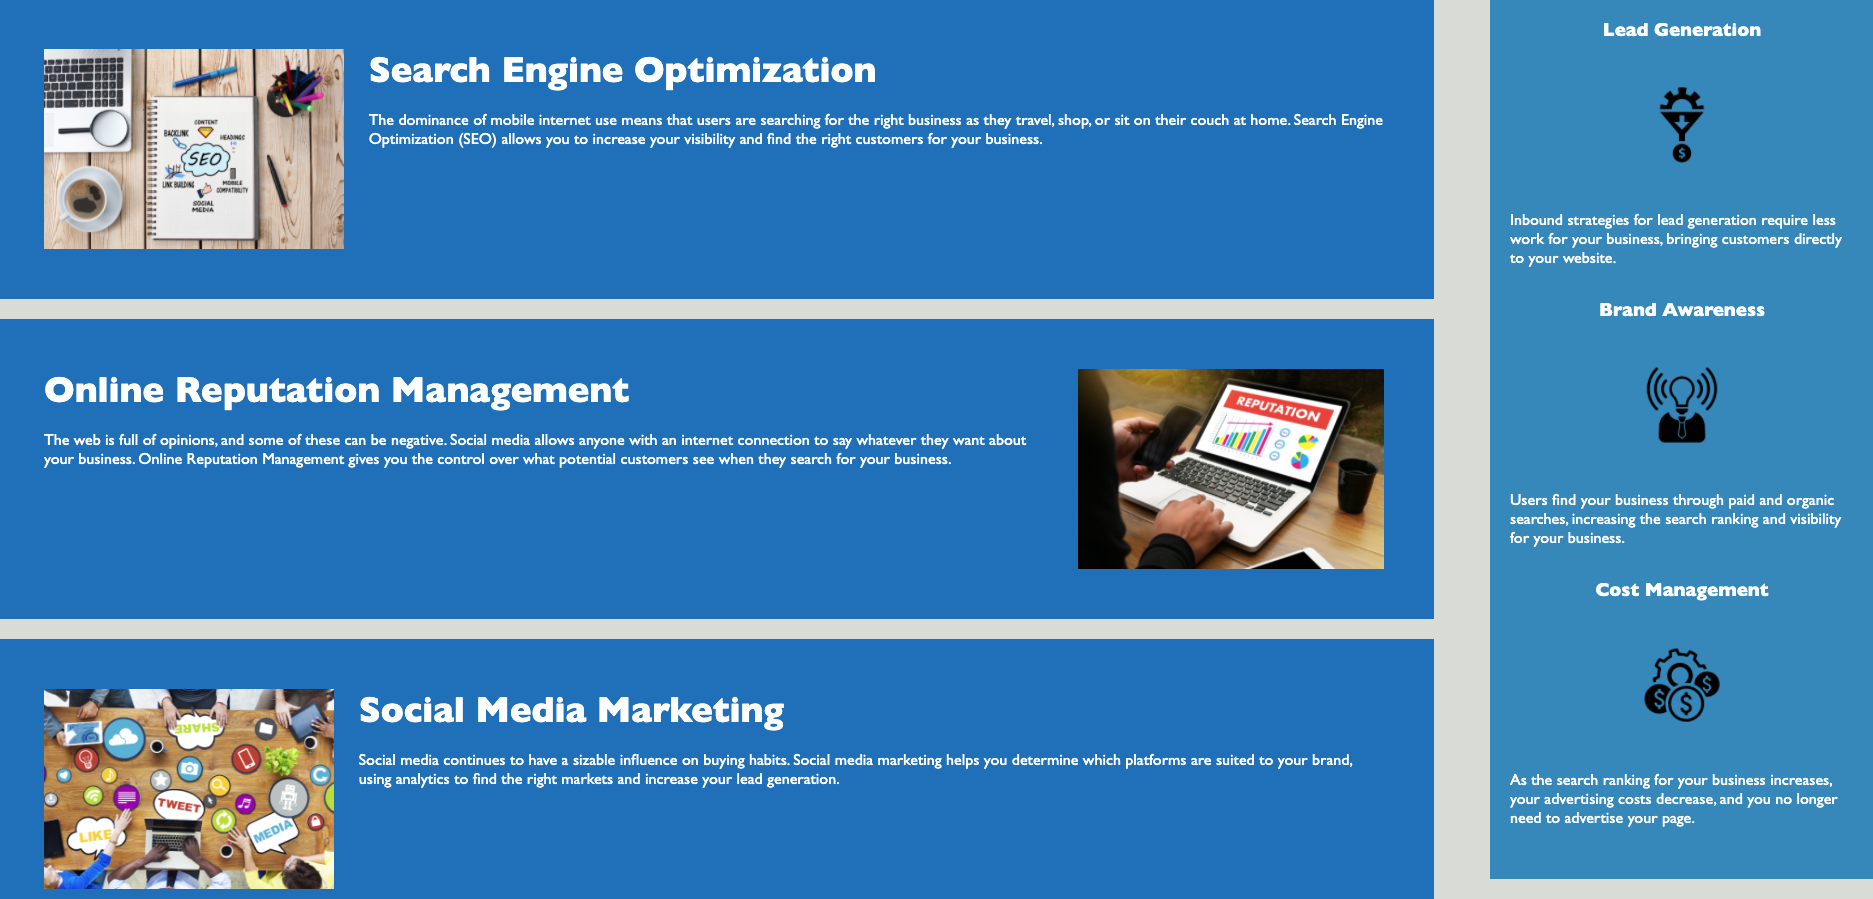 Search Engine Optimization
The dominance of mobile internet use means that users are searching for the right business as they travel, shop, or sit on their couch at home. Search Engine
Optimization (SEO) allows you to increase your visibility and find the right customers for your business.
CONTENT
BACKLINK
HEADINGS
SEO
LINK BUILDING
MOBILE
COMPATIBILITY
SOCIAL
MEDIA
Online Reputation Management
The web is full of opinions, and some of these can be negative. Social media allows anyone with an internet connection to say whatever they want about
your business. Online Reputation Management gives you the control over what potential customers see when they search for your business.
REPUTATION
Social Media Marketing
Social media continues to have a sizable influence on buying habits. Social media marketing helps you determine which platforms are suited to your brand,
using analytics to find the right markets and increase your lead generation.
SHARE
TWEET
LIKE
MEDIA
Lead Generation
$
Inbound strategies for lead generation require less
work for your business, bringing customers directly
to your website.
Brand Awareness
Users find your business through paid and organic
searches, increasing the search ranking and visibility
for your business.
Cost Management
$
$
$
As the search ranking for your business increases,
your advertising costs decrease, and you no longer
need to advertise your page.